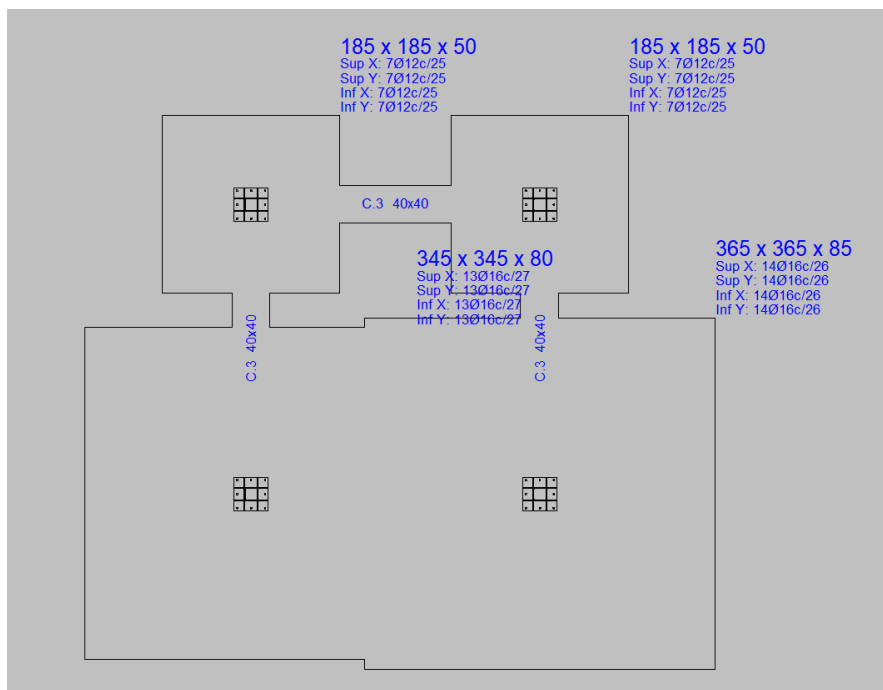 185 x 185 x 50
Sup X: 7Ø12c/25
Sup Y: 7Ø12c/25
Inf X: 7Ø12c/25
Inf Y: 7Ø12c/25
185 x 185 x 50
Sup X: 7Ø12c/25
Sup Y: 7Ø12c/25
Inf X: 7Ø12c/25
Inf Y: 7Ø12c/25
C.3 40x40
345 x 345 x 80
Sup X: 13Ø16c/27
Sup Y: 13Ø16c/27
Inf X: 13Ø16c/27
Inf Y: 13Ø16c/27
365 x 365 x 85
Sup X: 14Ø16c/26
Sup Y: 14Ø16c/26
Inf X: 14Ø16c/26
Inf Y: 14Ø16c/26
C.3 40x40
C.3 40x40